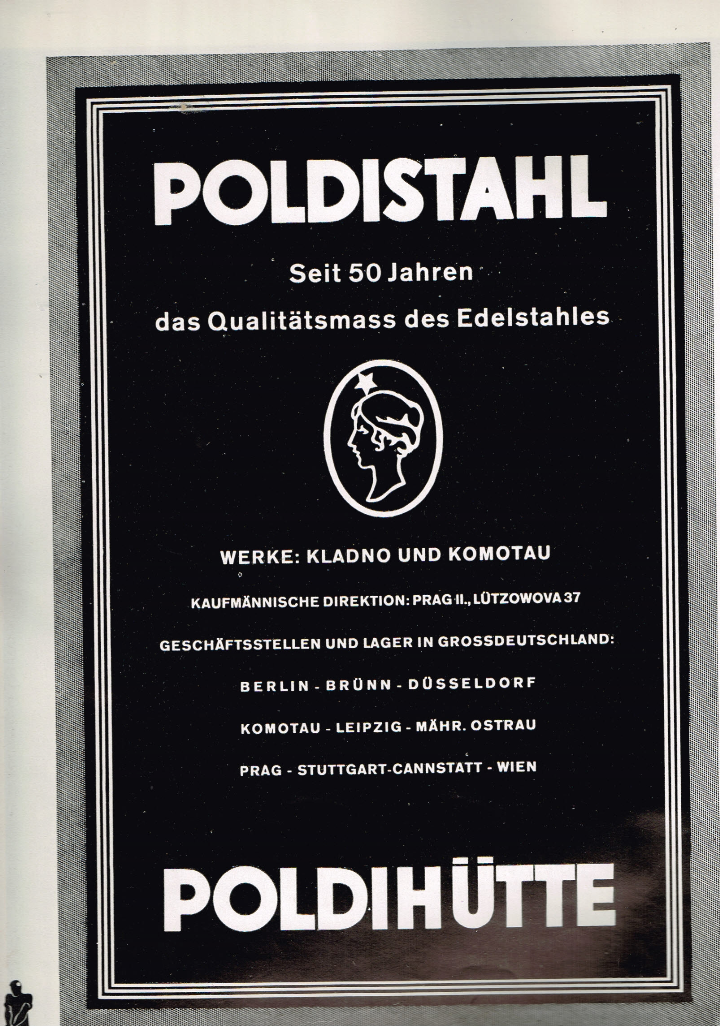 POLDISTAHL
Seit 50 Jahren
das Qualitätsmass des Edelstahles
WERKE: KLADNO UND KOMOTAU
KAUFMÄNNISCHE DIREKTION: PRAG II., LÜTZOWOVA 37
GESCHÄFTSSTELLEN UND LAGER IN GROSSDEUTSCHLAND:
BERLIN - BRÜNN - DÜSSELDORF
KOMOTAU - LEIPZIG - MÄHR. OSTRAU
PRAG - STUTTGART-CANNSTATT - WIEN
POLDIHÜTTE